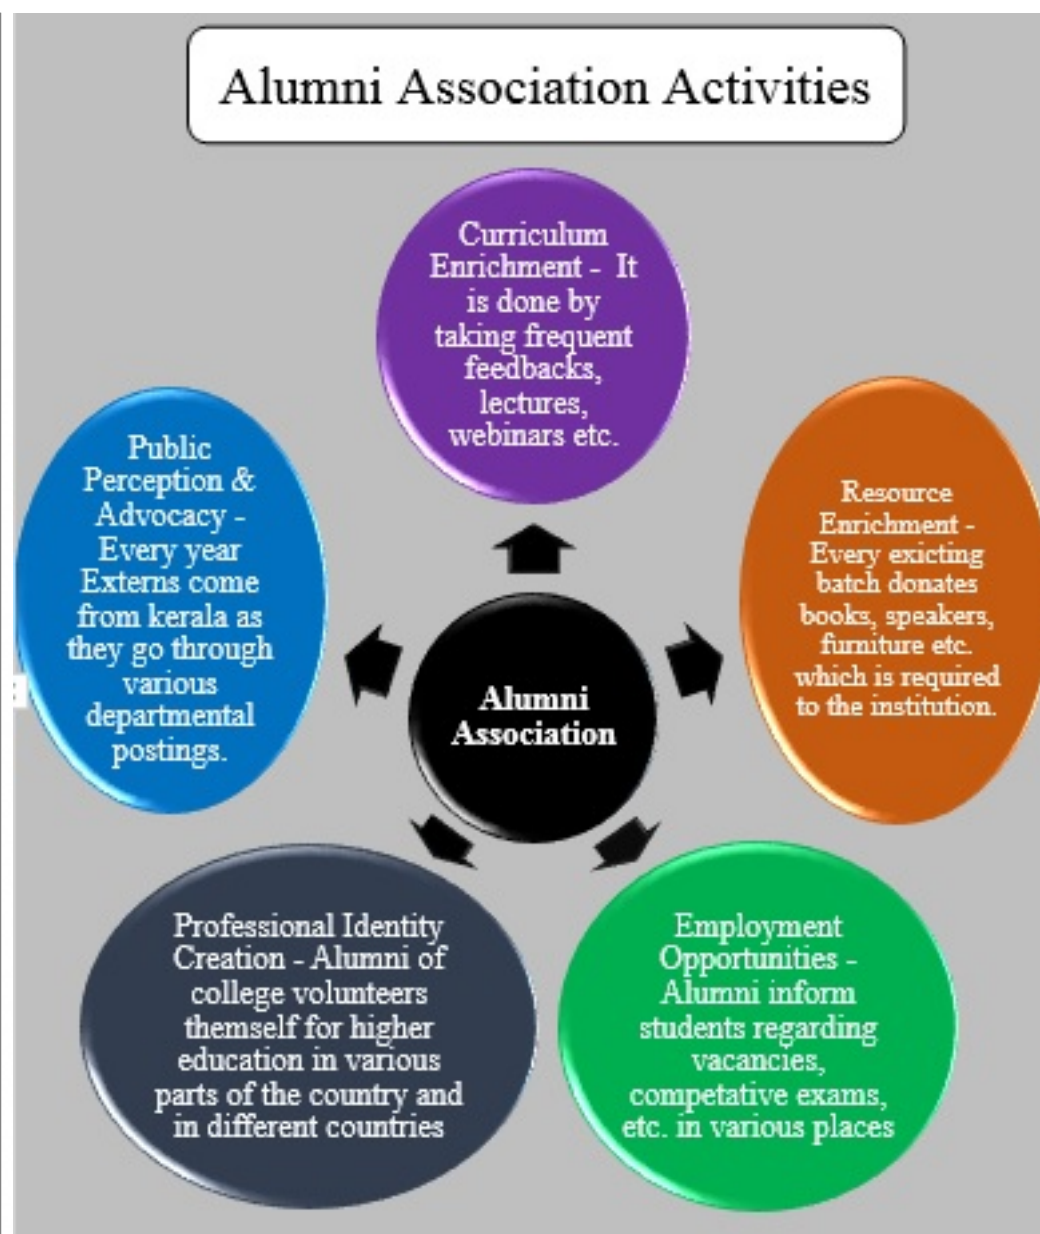 Alumni Association Activities
Curriculum
Enrichment -  It
is done by
taking frequent
feedbacks,
lectures,
webinars etc.
Resource
Enrichment -
Every exicting
batch donates
books, speakers,
furniture etc.
which is required
to the institution.
Employment
Opportunities -
Alumni inform
students regarding
vacancies,
competative exams,
etc. in various places
Professional Identity
Creation - Alumni of
college volunteers
themself for higher
education in various
parts of the country and
in different countries
Public
Perception &
Advocacy -
Every year
Externs come
from kerala as
they go through
various
departmental
postings.
Alumni
Association